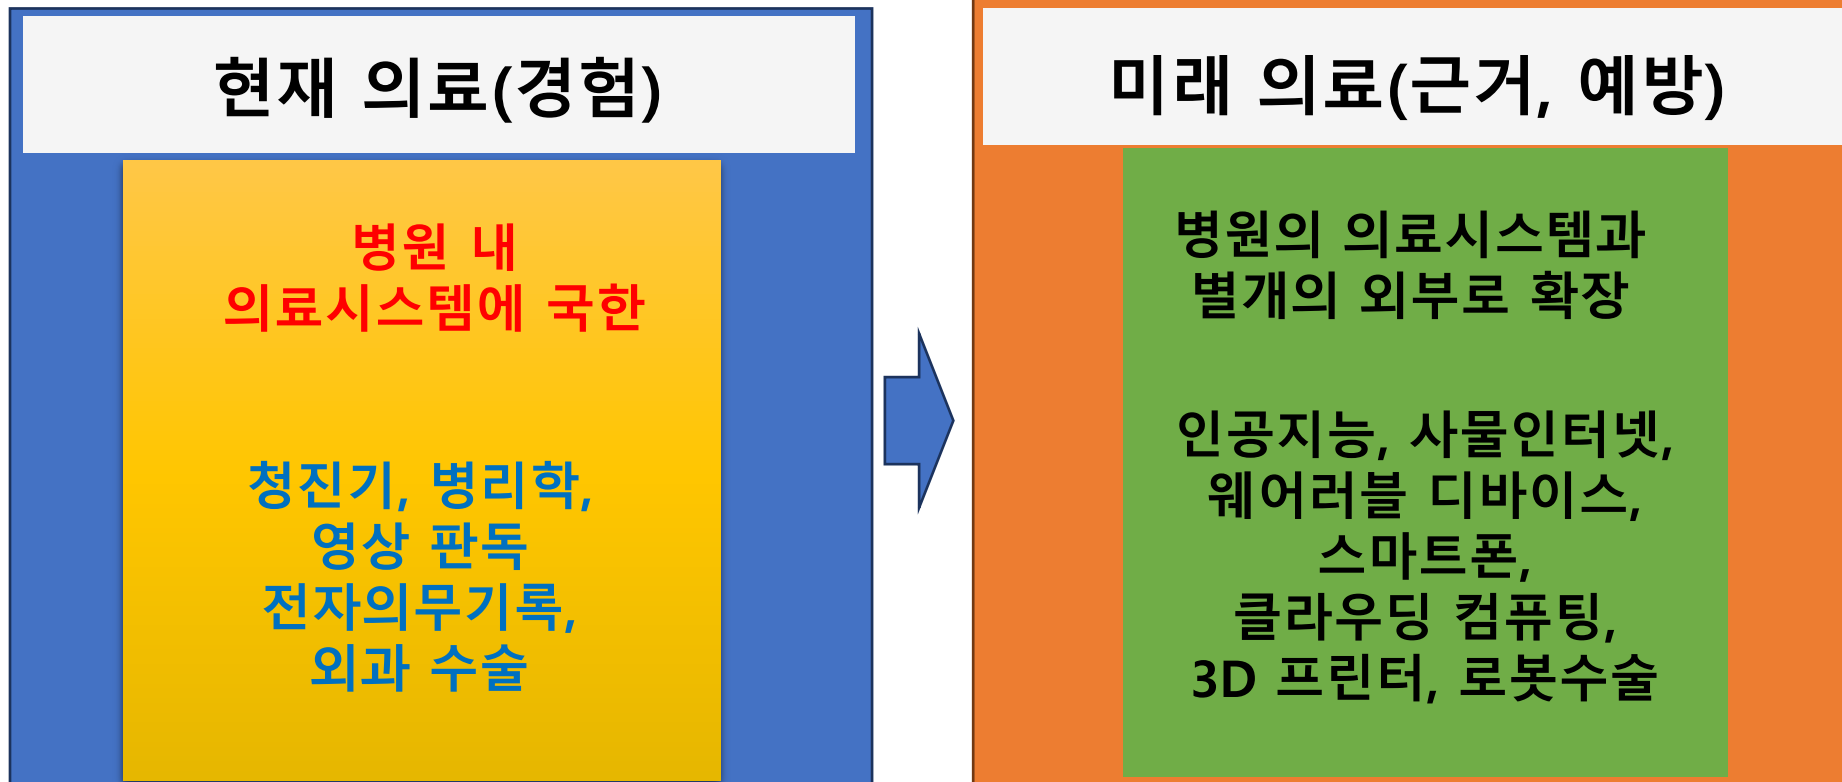 현재 의료(경험)
병원 내
의료시스템에 국한
청진기, 병리학,
영상 판독
전자의무기록,
외과 수술
미래 의료(근거, 예방)
병원의 의료시스템과
별개의 외부로 확장
인공지능, 사물인터넷,
웨어러블 디바이스,
스마트폰,
클라우딩 컴퓨팅,
3D 프린터, 로봇수술